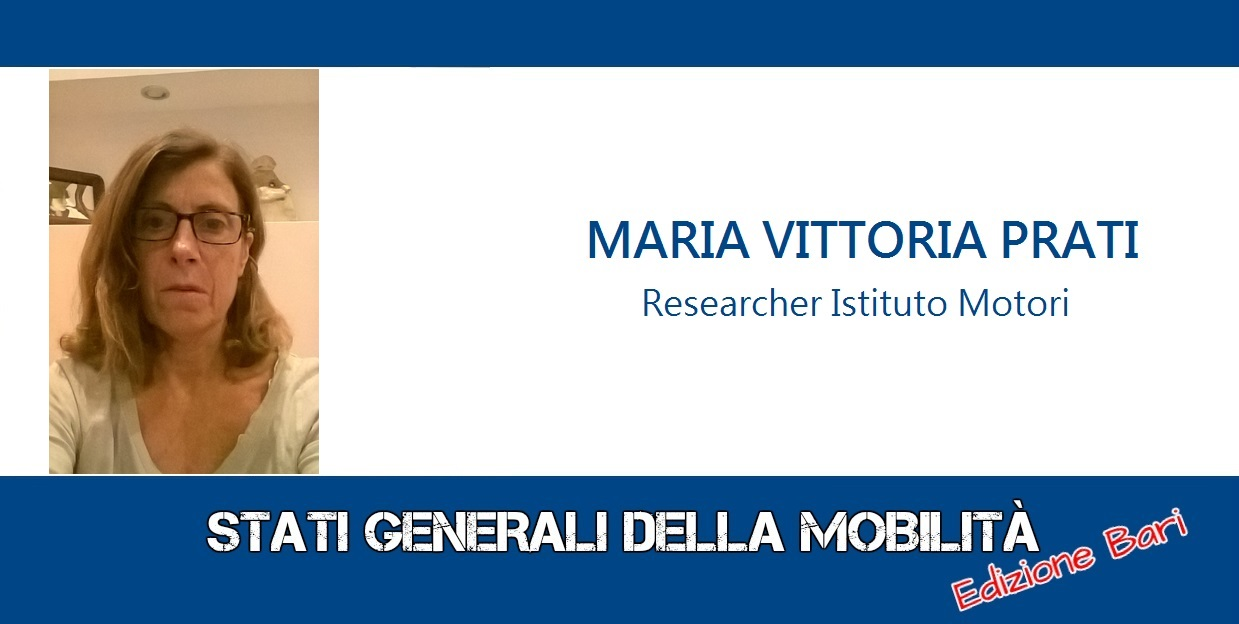 MARIA VITTORIA PRATI
Researcher Istituto Motori
STATI GENERALI DELLA MOBILITÀ
Edizione Bari